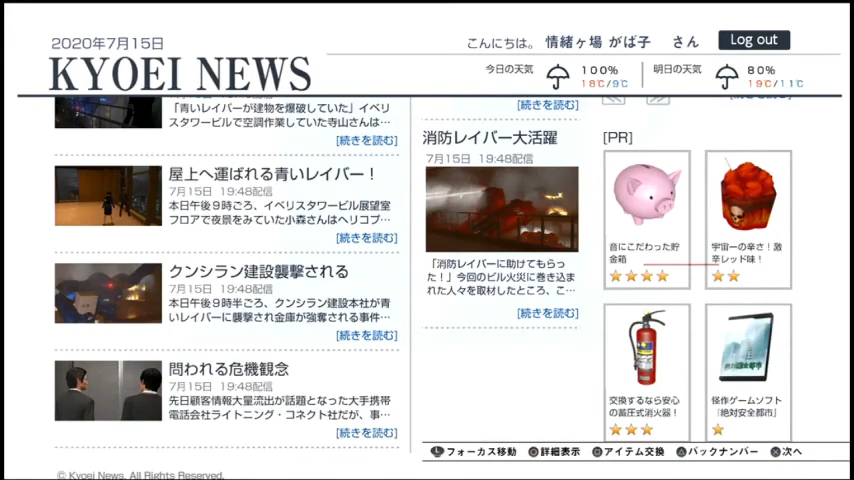 2020年7月15日
KYOEI NEWS
こんにちは。 情緒ヶ場 がば子 さん
Log out
今日の天気
100%
18℃/9℃
明日の天気
80%
19℃/11℃
「青いレイバーが建物を爆破していた」イベリ
スタワービルで空調作業していた寺山さんは…
[続きを読む]
屋上へ運ばれる青いレイバー！
7月15日 19:48配信
本日午後９時ごろ、イベリスタワービル展望室
フロアで夜景をみていた小森さんはヘリコプ…
[続きを読む]
クンシラン建設襲撃される
7月15日 19:48配信
本日午後９時半ごろ、クンシラン建設本社が青
いレイバーに襲撃され金庫が強奪される事件…
[続きを読む]
問われる危機観念
7月15日 19:48配信
先日顧客情報大量流出が話題となった大手携帯
電話会社ライトニング・コネクト社だが、事…
[続きを読む]
© Kyoei News. All Rights Reserved.
[続きを読む]
消防レイバー大活躍
7月15日 19:48配信
「消防レイバーに助けてもらっ
た！」今回のビル火災に巻き込ま
れた人々を取材したところ、こ…
[続きを読む]
[PR]
音にこだわった貯
金箱
★★★★
宇宙一の辛さ！激
辛レッド味！
★★
交換するなら安心
の蓄圧式消火器！
★★★
怪作ゲームソフト
『絶対安全都市』
★
フォーカス移動 詳細表示 アイテム交換 バックナンバー 次へ